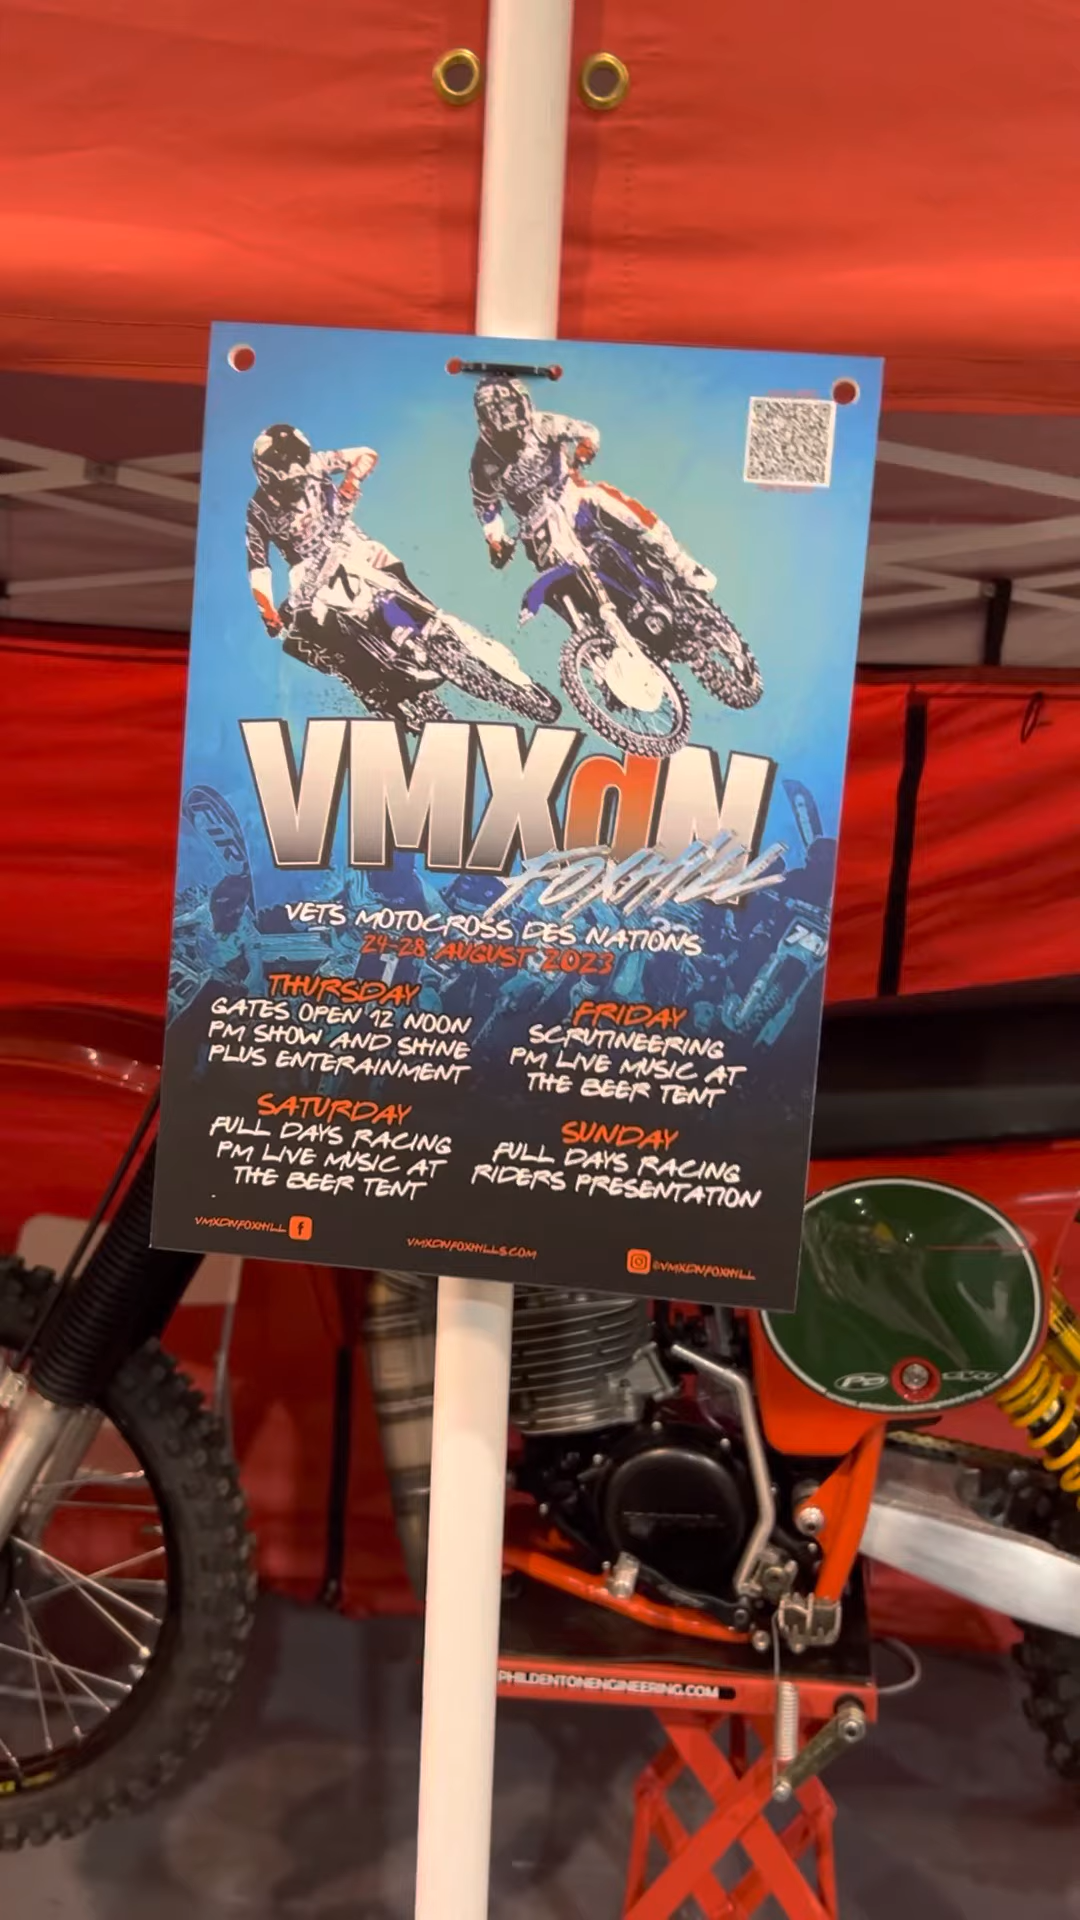 VMXdN
FOXHILL
VETS MOTOCROSS DES NATIONS
24-28 AUGUST 2023
THURSDAY
GATES OPEN 12 NOON
PM SHOW AND SHINE
PLUS ENTERAINMENT
FRIDAY
SCRUTINEERING
PM LIVE MUSIC AT
THE BEER TENT
SATURDAY
FULL DAYS RACING
PM LIVE MUSIC AT
THE BEER TENT
SUNDAY
FULL DAYS RACING
RIDERS PRESENTATION
VMXDNFOXHILL
VMXDNFOXHILLS.COM
@VMXDNFOXHILL
PHILDENTONENGINEERING.COM